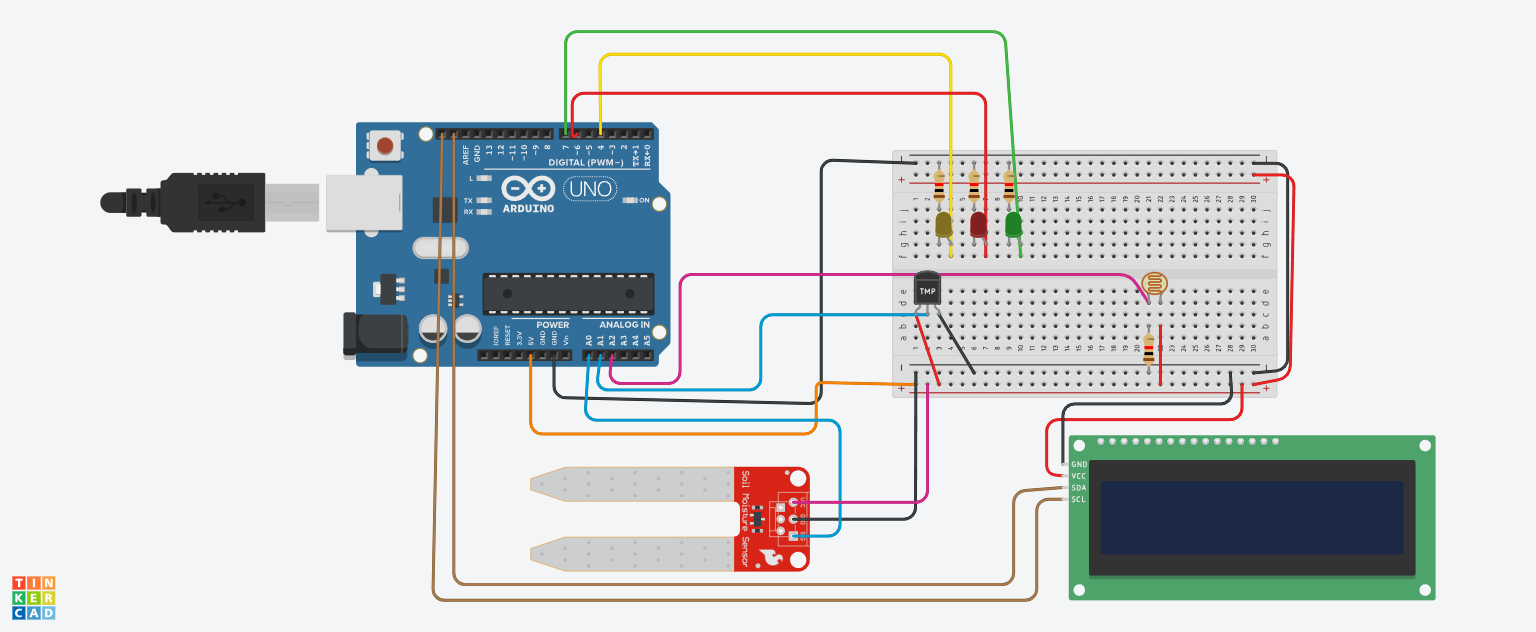 AREF
GND
13
12
~11
~10
~9
8
7
~6
~5
4
~3
2
TX→1
RX←0
DIGITAL (PWM~)
L
TX
RX
ARDUINO
UNO
ON
POWER
ANALOG IN
IOREF
RESET
3.3V
5V
GND
GND
Vin
A0
A1
A2
A3
A4
A5
TMP
Soil Moisture Sensor
GND
VCC
SDA
SCL
TIN
KER
CAD